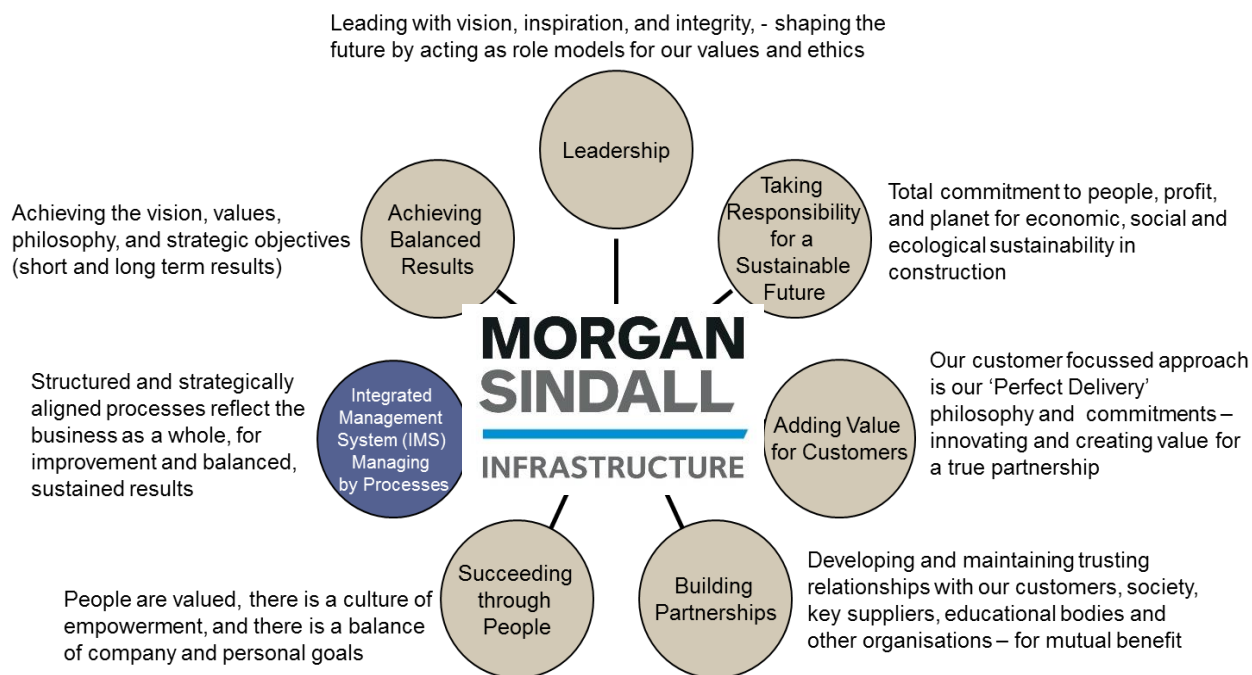 Leading with vision, inspiration, and integrity, - shaping the
future by acting as role models for our values and ethics
Leadership
Achieving the vision, values,
philosophy, and strategic objectives
(short and long term results)
Achieving
Balanced
Results
Taking
Responsibility
for a
Sustainable
Future
Total commitment to people, profit,
and planet for economic, social and
ecological sustainability in
construction
MORGAN
SINDALL
INFRASTRUCTURE
Structured and strategically
aligned processes reflect the
business as a whole, for
improvement and balanced,
sustained results
Integrated
Management
System (IMS)
Managing
by Processes
Adding Value
for Customers
Our customer focussed approach
is our ‘Perfect Delivery’
philosophy and commitments –
innovating and creating value for
a true partnership
People are valued, there is a culture of
empowerment, and there is a balance
of company and personal goals
Succeeding
through
People
Building
Partnerships
Developing and maintaining trusting
relationships with our customers, society,
key suppliers, educational bodies and
other organisations – for mutual benefit